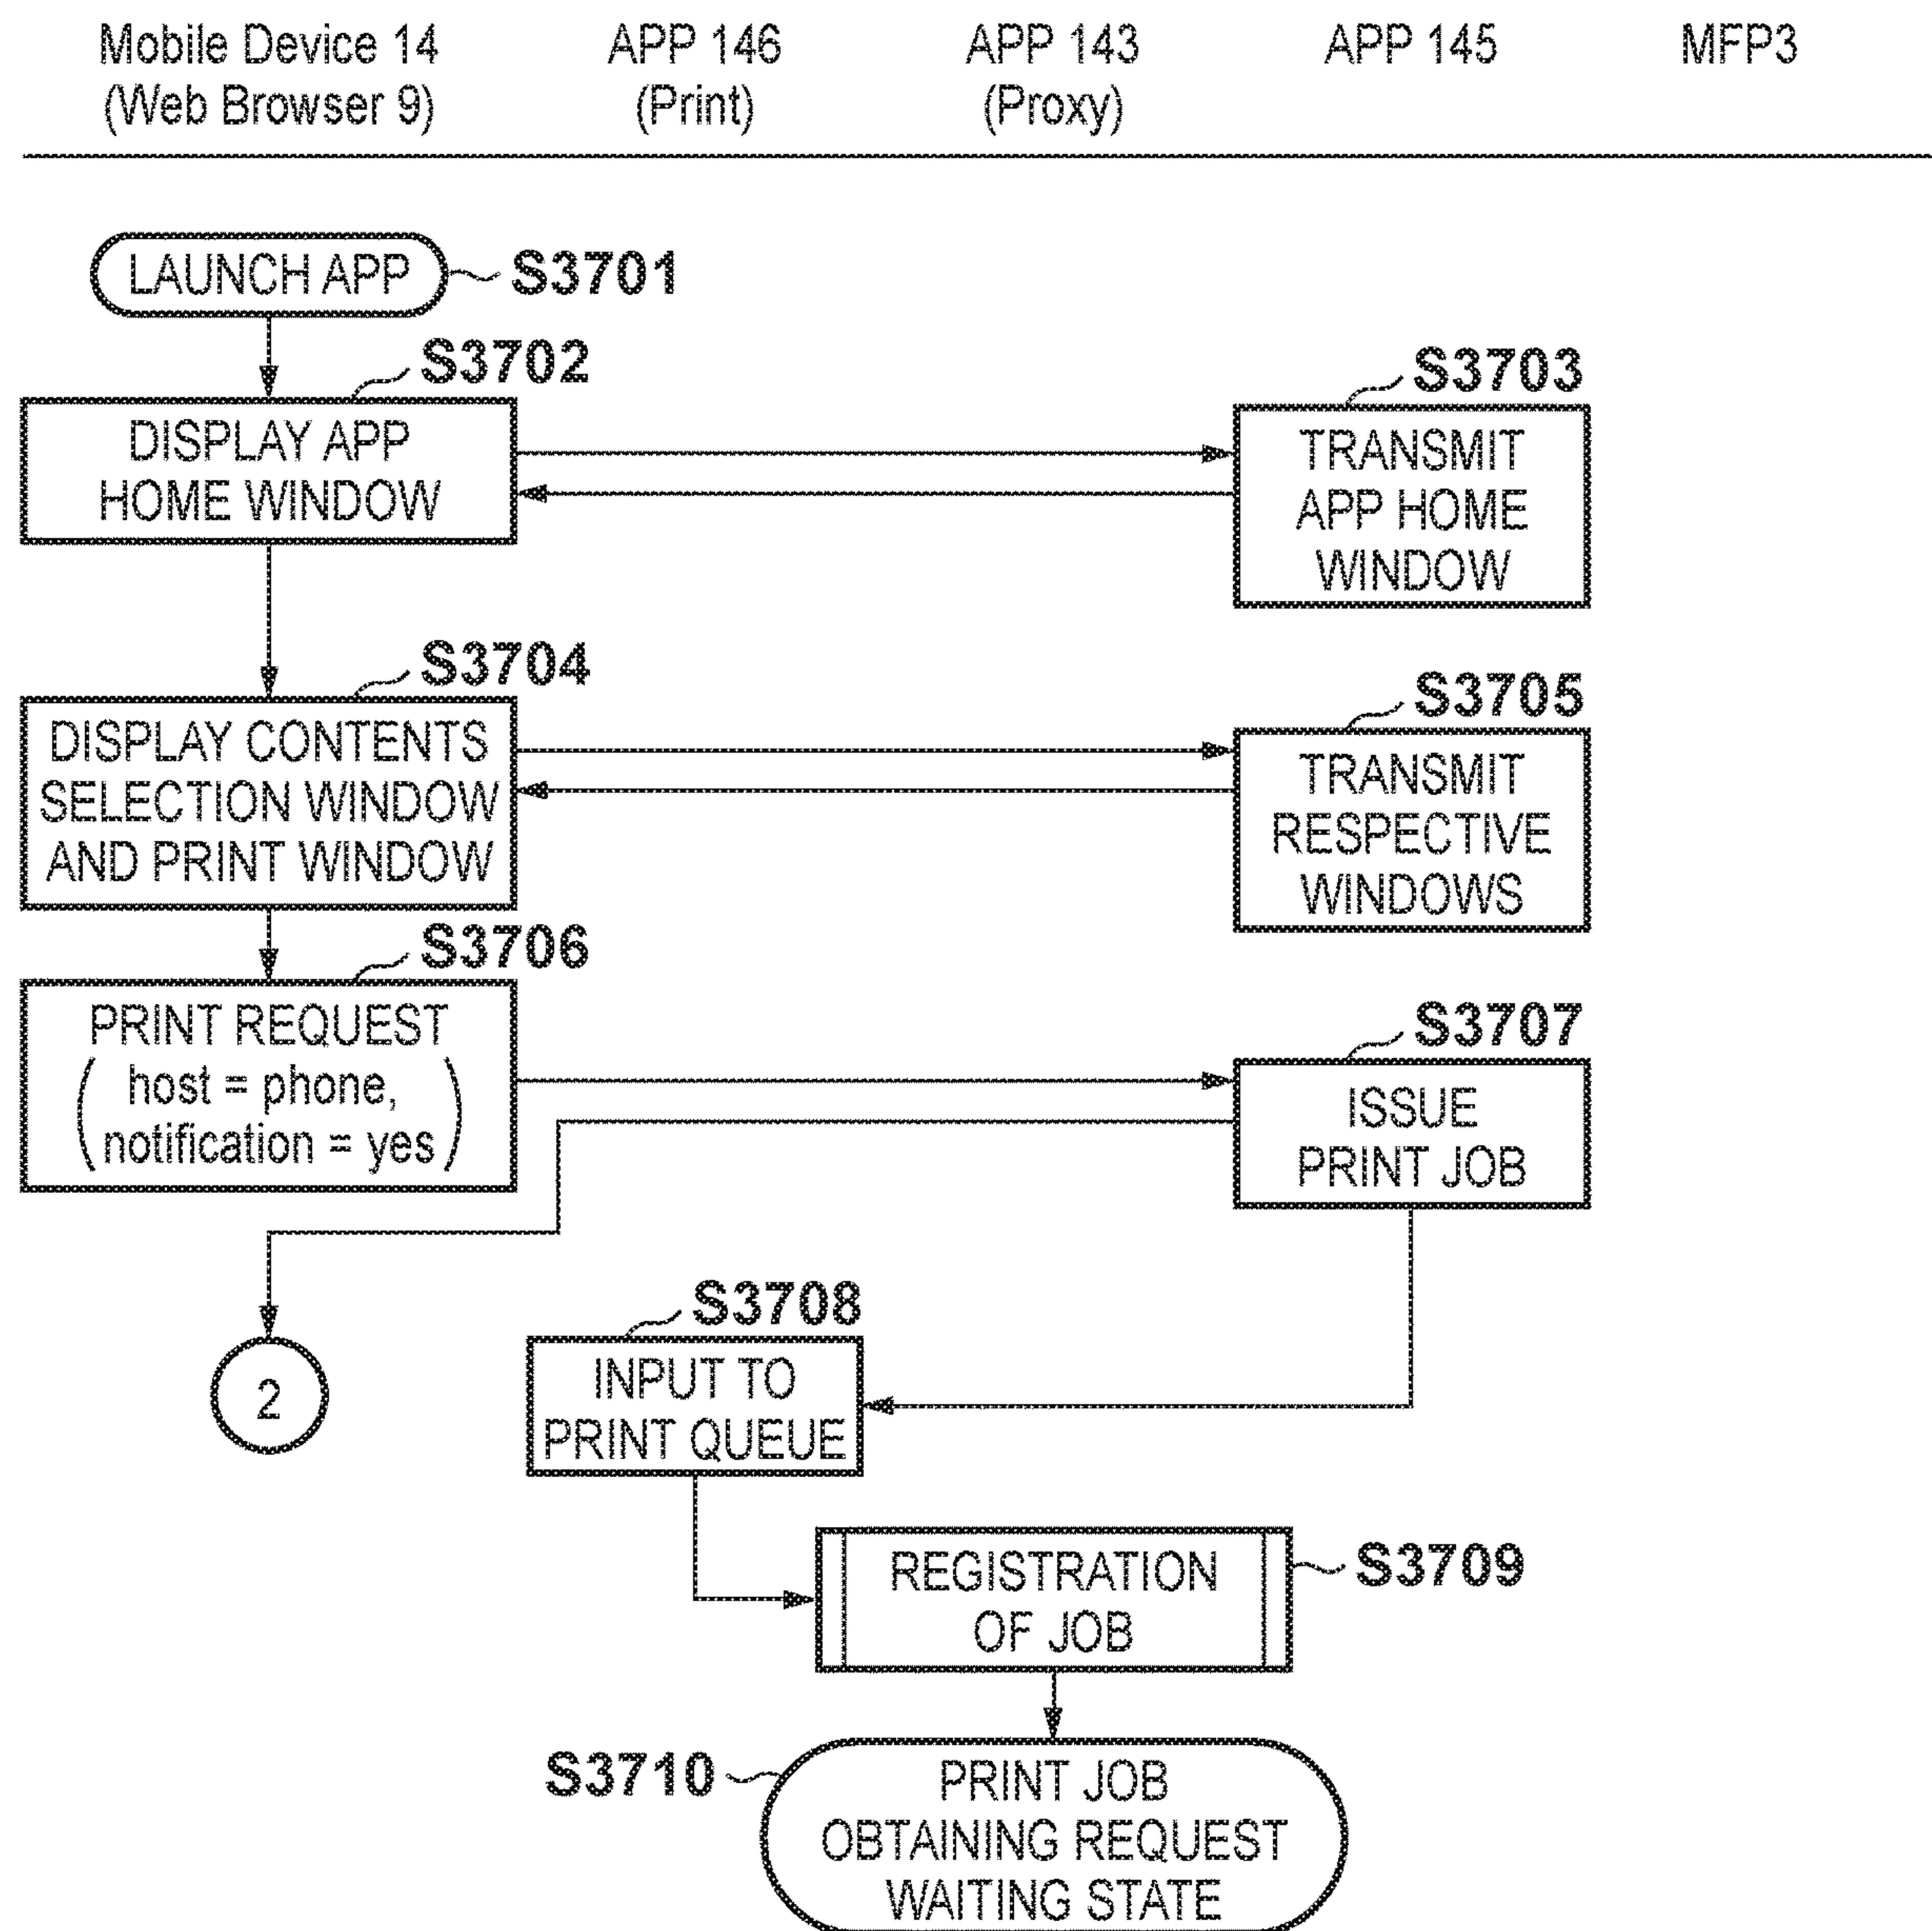 Mobile Device 14
(Web Browser 9)
APP 146
(Print)
APP 143
(Proxy)
APP 145
MFP3
LAUNCH APP
S3701
S3702
DISPLAY APP
HOME WINDOW
S3703
TRANSMIT
APP HOME
WINDOW
S3704
DISPLAY CONTENTS
SELECTION WINDOW
AND PRINT WINDOW
S3705
TRANSMIT
RESPECTIVE
WINDOWS
S3706
PRINT REQUEST
( host = phone,
notification = yes )
S3707
ISSUE
PRINT JOB
2
S3708
INPUT TO
PRINT QUEUE
REGISTRATION
OF JOB
S3709
S3710
PRINT JOB
OBTAINING REQUEST
WAITING STATE